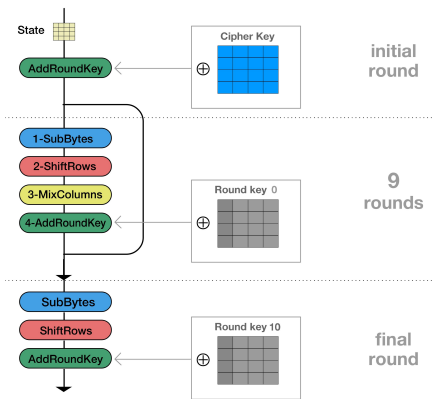 State
Cipher Key
AddRoundKey
⊕
initial
round
1-SubBytes
2-ShiftRows
3-MixColumns
4-AddRoundKey
Round key 0
⊕
9
rounds
SubBytes
ShiftRows
AddRoundKey
Round key 10
⊕
final
round